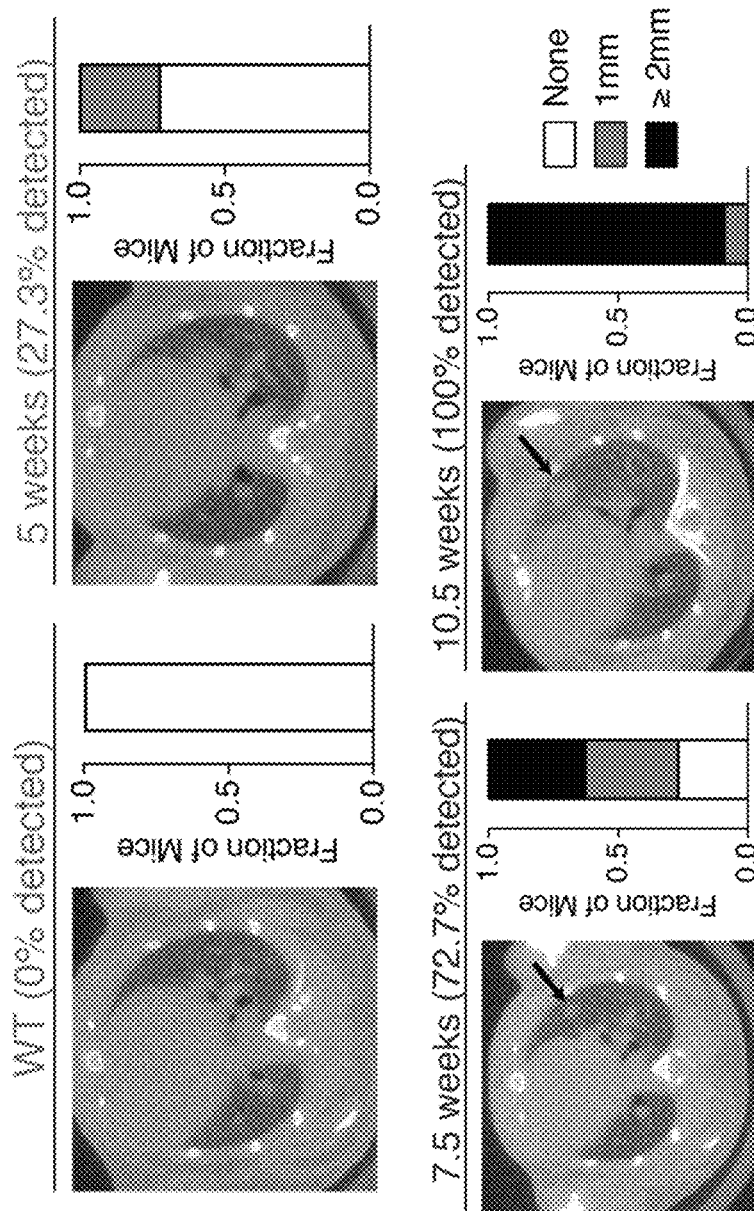 WT (0% detected)
1.0
0.5
0.0
Fraction of Mice
5 weeks (27.3% detected)
1.0
0.5
0.0
Fraction of Mice
7.5 weeks (72.7% detected)
1.0
0.5
0.0
Fraction of Mice
10.5 weeks (100% detected)
1.0
0.5
0.0
Fraction of Mice
None
1mm
≥ 2mm